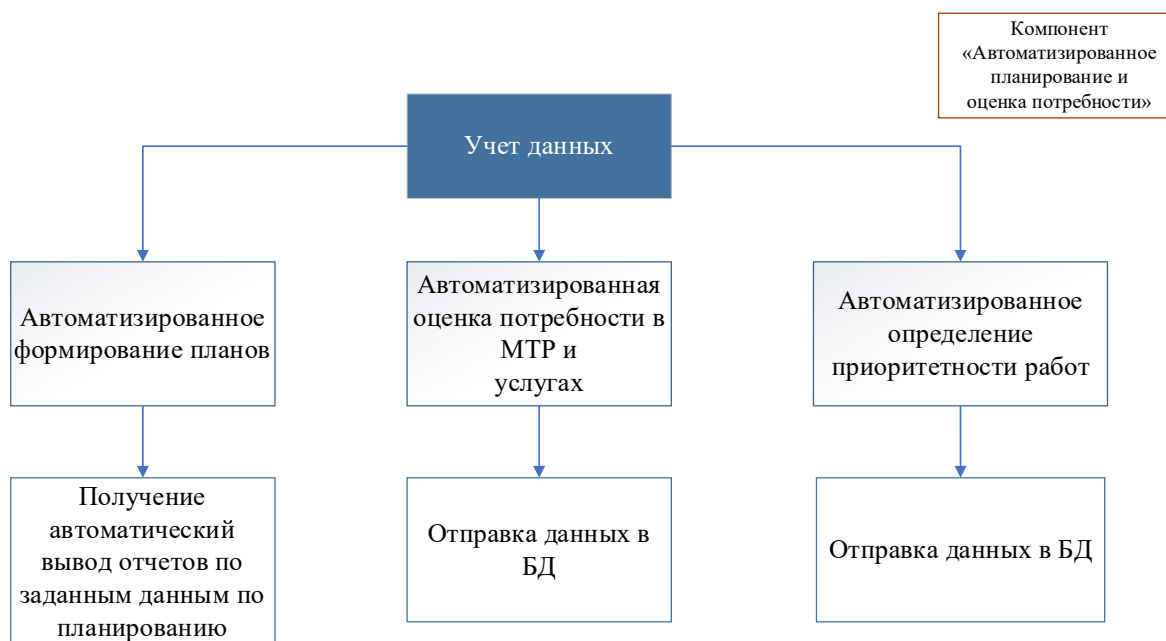 Компонент
«Автоматизированное
планирование и
оценка потребности»
Учет данных
Автоматизированное
формирование планов
Автоматизированная
оценка потребности в
МТР и
услугах
Автоматизированное
определение
приоритетности работ
Получение
автоматический
вывод отчетов по
заданным данным по
планированию
Отправка данных в
БД
Отправка данных в БД